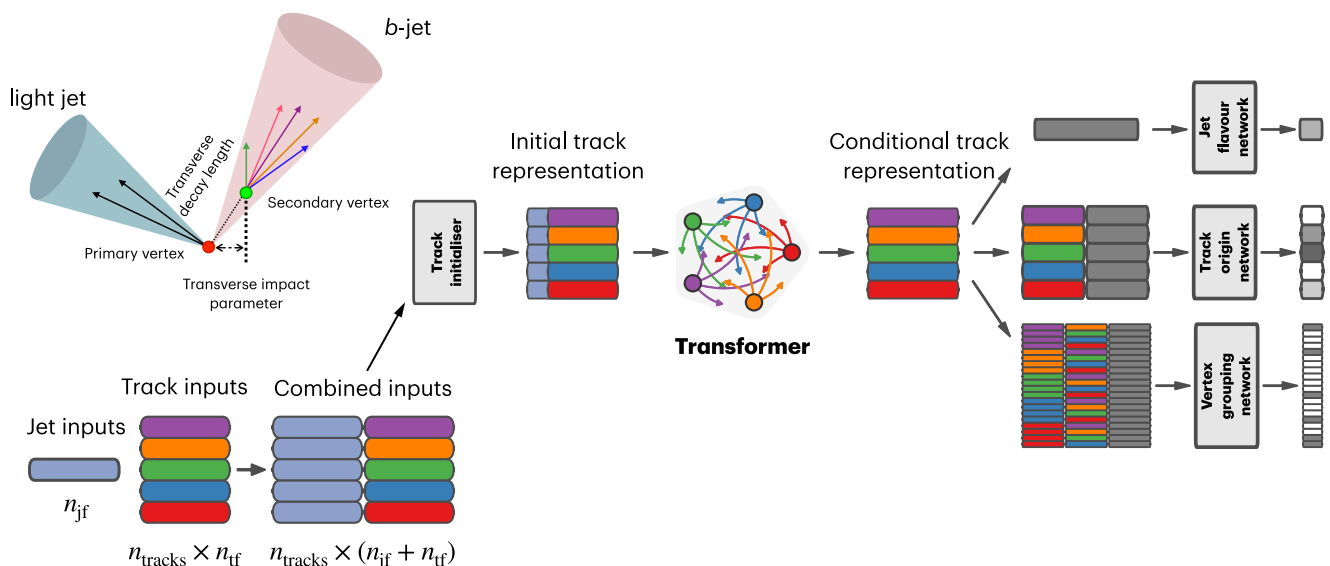 b-jet
light jet
Transverse
decay length
Secondary vertex
Primary vertex
Transverse impact
parameter
Track inputs
Combined inputs
Jet inputs
n_jf
n_tracks × n_tf
n_tracks × (n_jf + n_tf)
Track
initialiser
Initial track
representation
Transformer
Conditional track
representation
Jet
flavour
network
Track
origin
network
Vertex
grouping
network